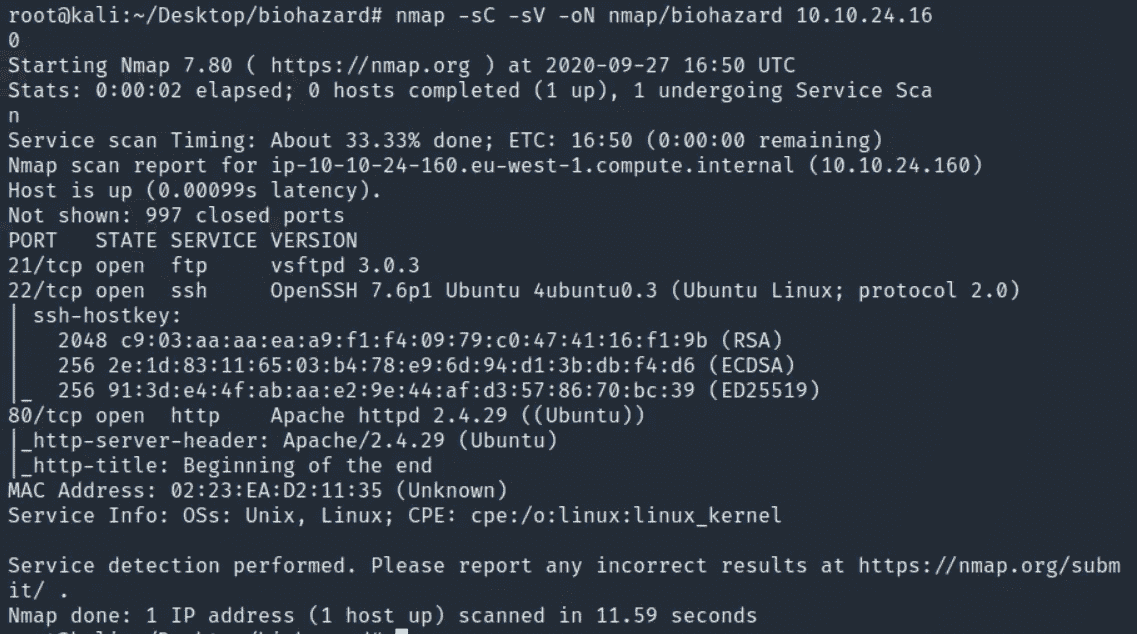 root@kali:~/Desktop/biohazard# nmap -sC -sV -oN nmap/biohazard 10.10.24.16
0
Starting Nmap 7.80 ( https://nmap.org ) at 2020-09-27 16:50 UTC
Stats: 0:00:02 elapsed; 0 hosts completed (1 up), 1 undergoing Service Sca
n
Service scan Timing: About 33.33% done; ETC: 16:50 (0:00:00 remaining)
Nmap scan report for ip-10-10-24-160.eu-west-1.compute.internal (10.10.24.160)
Host is up (0.00099s latency).
Not shown: 997 closed ports
PORT   STATE SERVICE VERSION
21/tcp open  ftp     vsftpd 3.0.3
22/tcp open  ssh     OpenSSH 7.6p1 Ubuntu 4ubuntu0.3 (Ubuntu Linux; protocol 2.0)
| ssh-hostkey:
|   2048 c9:03:aa:aa:ea:a9:f1:f4:09:79:c0:47:41:16:f1:9b (RSA)
|   256 2e:1d:83:11:65:03:b4:78:e9:6d:94:d1:3b:db:f4:d6 (ECDSA)
|_  256 91:3d:e4:4f:ab:aa:e2:9e:44:af:d3:57:86:70:bc:39 (ED25519)
80/tcp open  http    Apache httpd 2.4.29 ((Ubuntu))
|_http-server-header: Apache/2.4.29 (Ubuntu)
|_http-title: Beginning of the end
MAC Address: 02:23:EA:D2:11:35 (Unknown)
Service Info: OSs: Unix, Linux; CPE: cpe:/o:linux:linux_kernel
Service detection performed. Please report any incorrect results at https://nmap.org/subm
it/ .
Nmap done: 1 IP address (1 host up) scanned in 11.59 seconds
root@kali:~/Desktop/biohazard#